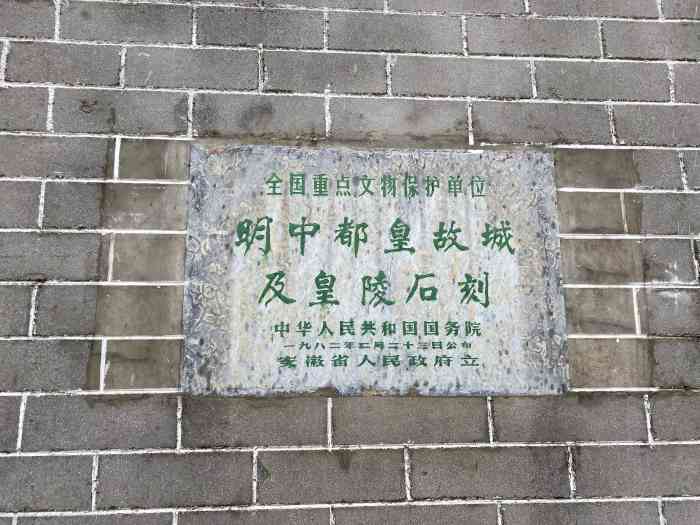 全国重点文物保护单位
明中都皇故城
及皇陵石刻
中华人民共和国国务院
一九八二年二月二十三日公布
安徽省人民政府立